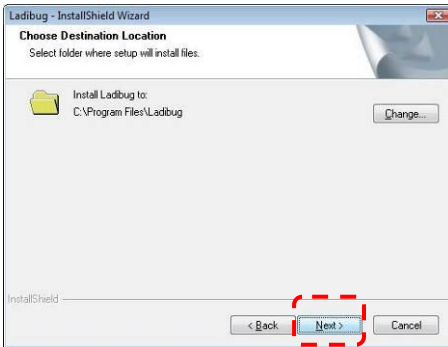 Ladibug - InstallShield Wizard
Choose Destination Location
Select folder where setup will install files.
Install Ladibug to:
C:\Program Files\Ladibug
Change...
InstallShield
< Back
Next >
Cancel